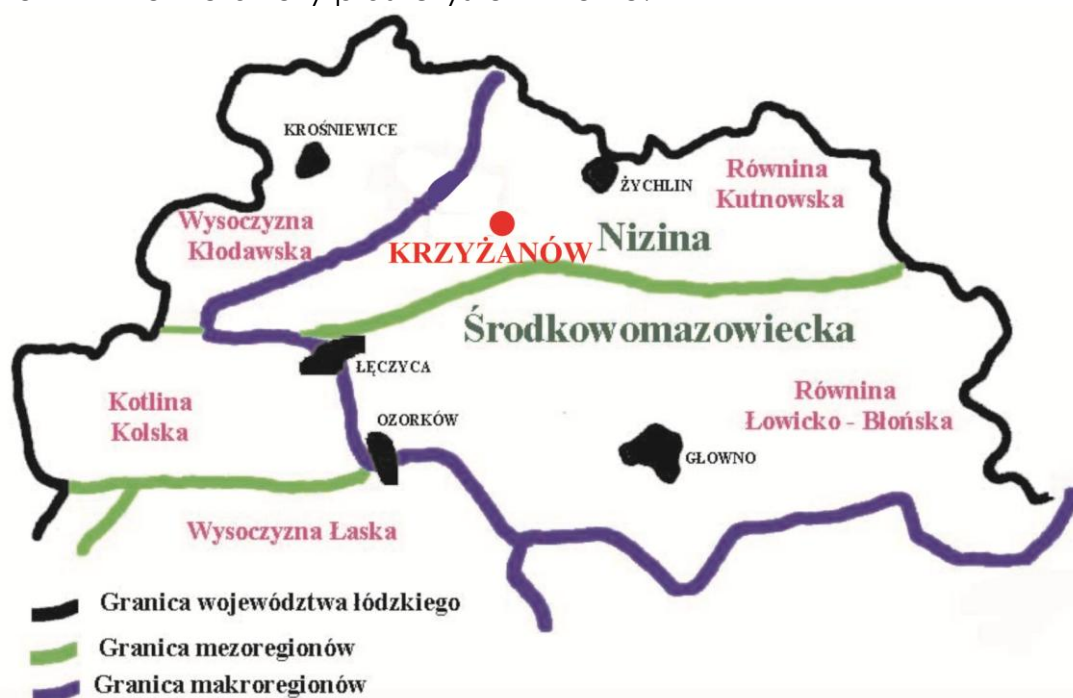 KROŚNIEWICE
ŻYCHLIN
Równina
Kutnowska
Wysoczyzna
Kłodawska
KRZYŻANÓW
Nizina
Środkowomazowiecka
ŁĘCZYCA
Kotlina
Kolska
OZORKÓW
Równina
Łowicko - Błońska
GŁOWNO
Wysoczyzna Łaska
Granica województwa łódzkiego
Granica mezoregionów
Granica makroregionów